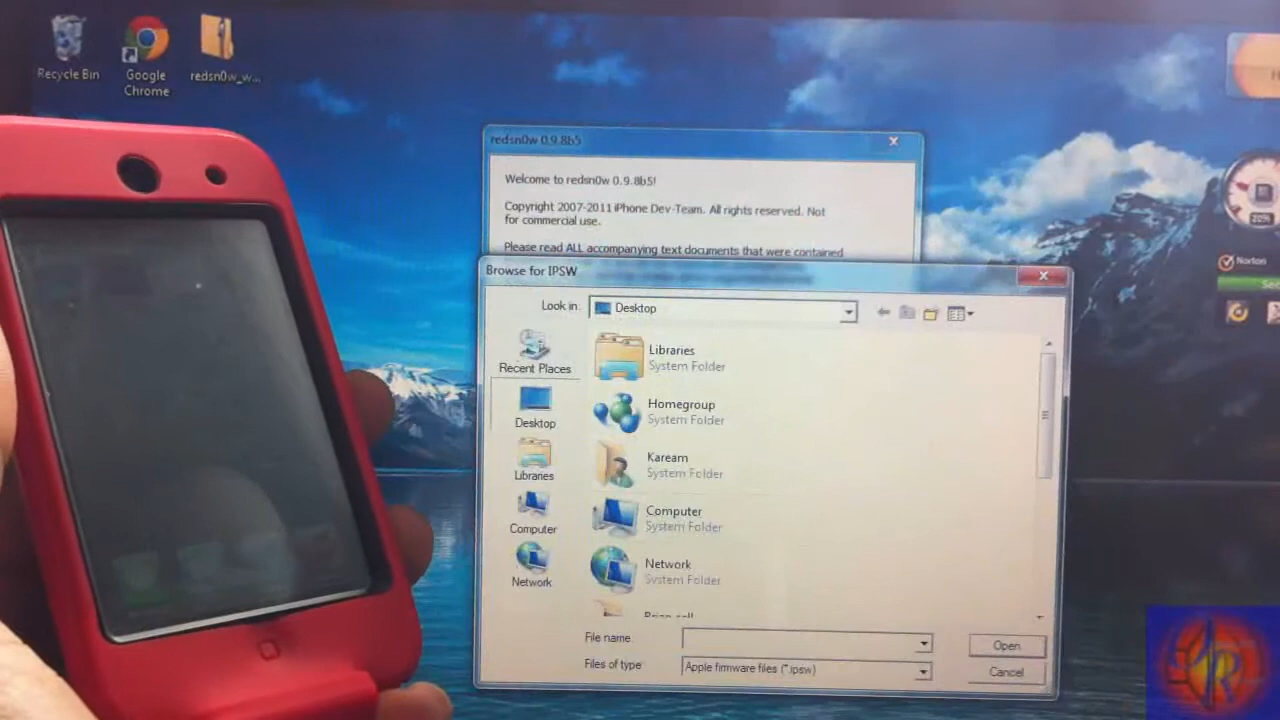 Recycle Bin
Google
Chrome
redsn0w_w...
redsn0w 0.9.8b5
Welcome to redsn0w 0.9.8b5!
Copyright 2007-2011 iPhone Dev-Team. All rights reserved. Not
for commercial use.
Please read ALL accompanying text documents that were contained
Browse for IPSW
Look in:
Desktop
Recent Places
Desktop
Libraries
Computer
Network
Libraries
System Folder
Homegroup
System Folder
Kaream
System Folder
Computer
System Folder
Network
System Folder
File name:
Files of type:
Apple firmware files (*.ipsw)
Open
Cancel
Norton
20%